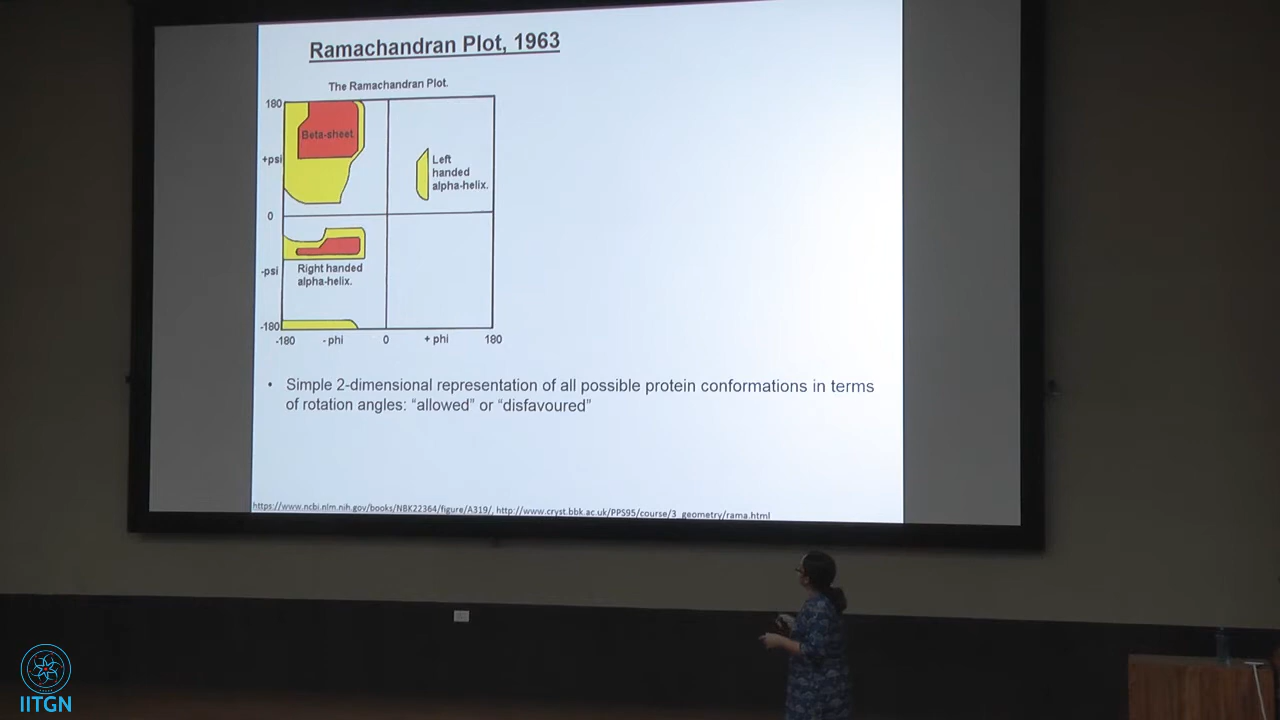 Ramachandran Plot, 1963
The Ramachandran Plot.
180
Beta-sheet
+psi
Left
handed
alpha-helix.
0
-psi
Right handed
alpha-helix.
-180
-180
- phi
0
+ phi
180
• Simple 2-dimensional representation of all possible protein conformations in terms
of rotation angles: “allowed” or “disfavoured”
https://www.ncbi.nlm.nih.gov/books/NBK22364/figure/A319/, http://www.cryst.bbk.ac.uk/PPS95/course/3_geometry/rama.html
IITGN